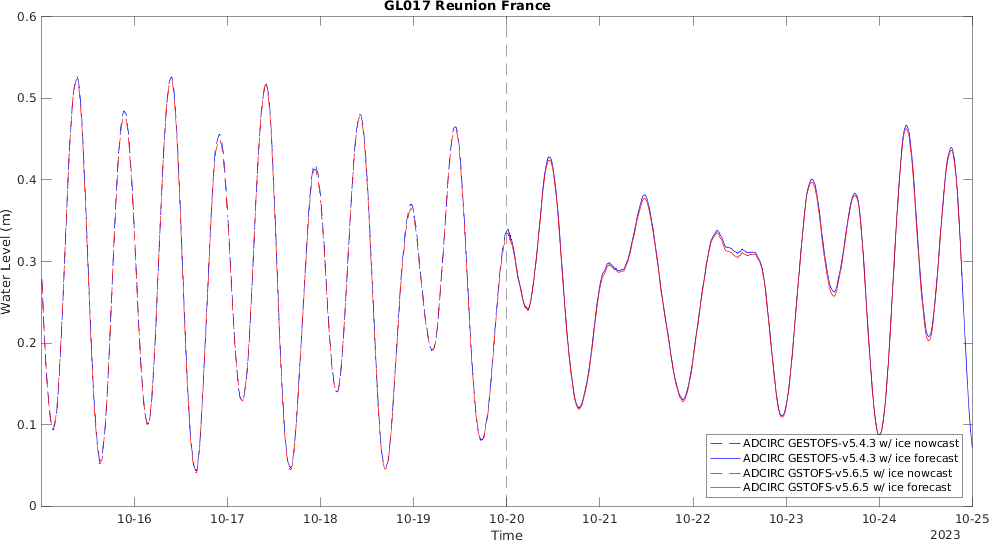 GL017 Reunion France
0.6
0.5
0.4
0.3
0.2
0.1
0
Water Level (m)
ADCIRC GESTOFS-v5.4.3 w/ ice nowcast
ADCIRC GESTOFS-v5.4.3 w/ ice forecast
ADCIRC GSTOFS-v5.6.5 w/ ice nowcast
ADCIRC GSTOFS-v5.6.5 w/ ice forecast
10-16 10-17 10-18 10-19 10-20 10-21 10-22 10-23 10-24 10-25
Time
2023